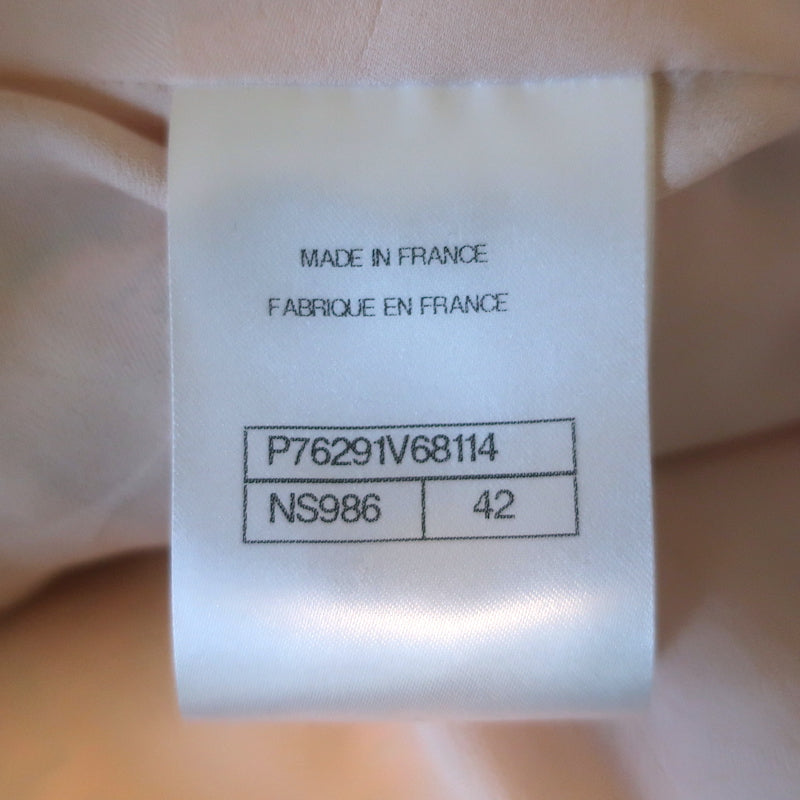 MADE IN FRANCE
FABRIQUE EN FRANCE
P76291V68114
NS986 42